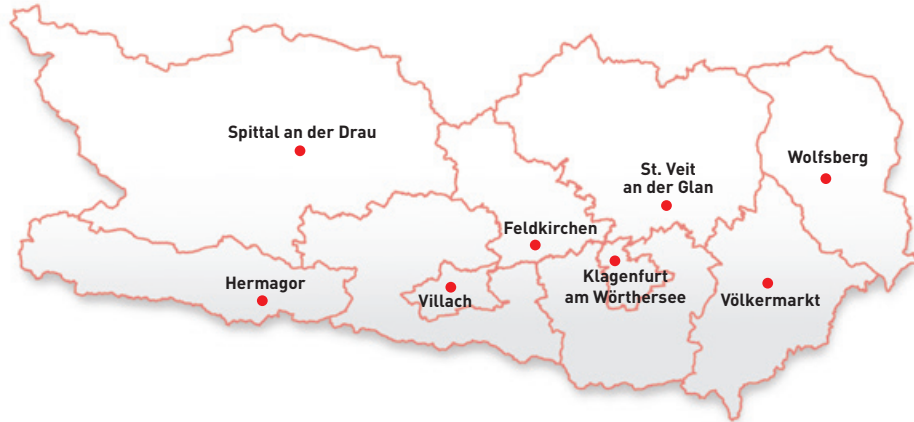 Spittal an der Drau
Wolfsberg
St. Veit
an der Glan
Feldkirchen
Hermagor
Villach
Klagenfurt
am Wörthersee
Völkermarkt